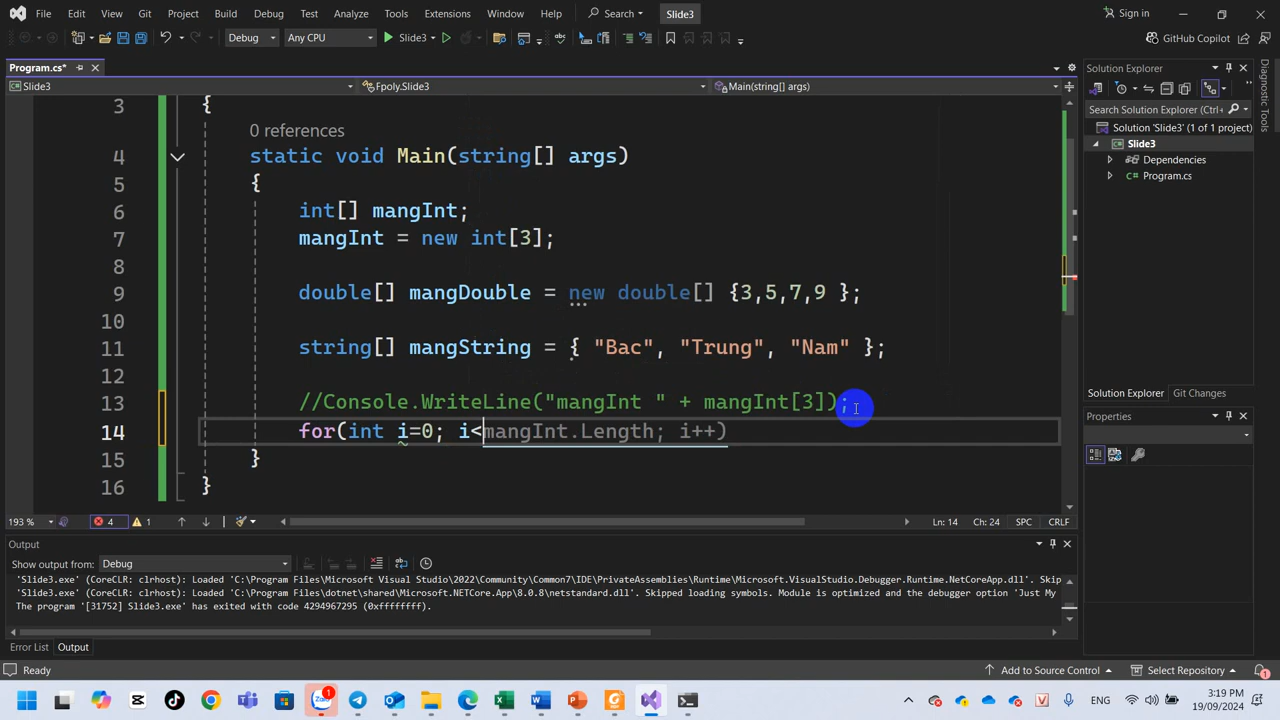 File Edit View Git Project Build Debug Test Analyze Tools Extensions Window Help Search Slide3 Sign in
Debug Any CPU Slide3 GitHub Copilot
Program.cs*
Slide3 Fpoly.Slide3 Main(string[] args)
3 {
0 references
4 static void Main(string[] args)
5 {
6 int[] mangInt;
7 mangInt = new int[3];
8
9 double[] mangDouble = new double[] {3,5,7,9 };
10
11 string[] mangString = { "Bac", "Trung", "Nam" };
12
13 //Console.WriteLine("mangInt " + mangInt[3]);
14 for(int i=0; i<mangInt.Length; i++)
15 }
16 }
193 % 4 1 Ln: 14 Ch: 24 SPC CRLF
Output
Show output from: Debug
'Slide3.exe' (CoreCLR: clrhost): Loaded 'C:\Program Files\Microsoft Visual Studio\2022\Community\Common7\IDE\PrivateAssemblies\Runtime\Microsoft.VisualStudio.Debugger.Runtime.NetCoreApp.dll'. Skip
'Slide3.exe' (CoreCLR: clrhost): Loaded 'C:\Program Files\dotnet\shared\Microsoft.NETCore.App\8.0.8\netstandard.dll'. Skipped loading symbols. Module is optimized and the debugger option 'Just My
The program '[31752] Slide3.exe' has exited with code 4294967295 (0xffffffff).
Error List Output
Solution Explorer
Search Solution Explorer (Ctrl+
Solution 'Slide3' (1 of 1 project)
Slide3
Dependencies
Program.cs
Solution Explorer Git Changes
Properties
Diagnostic Tools
Ready Add to Source Control Select Repository
1 ENG 3:19 PM
19/09/2024